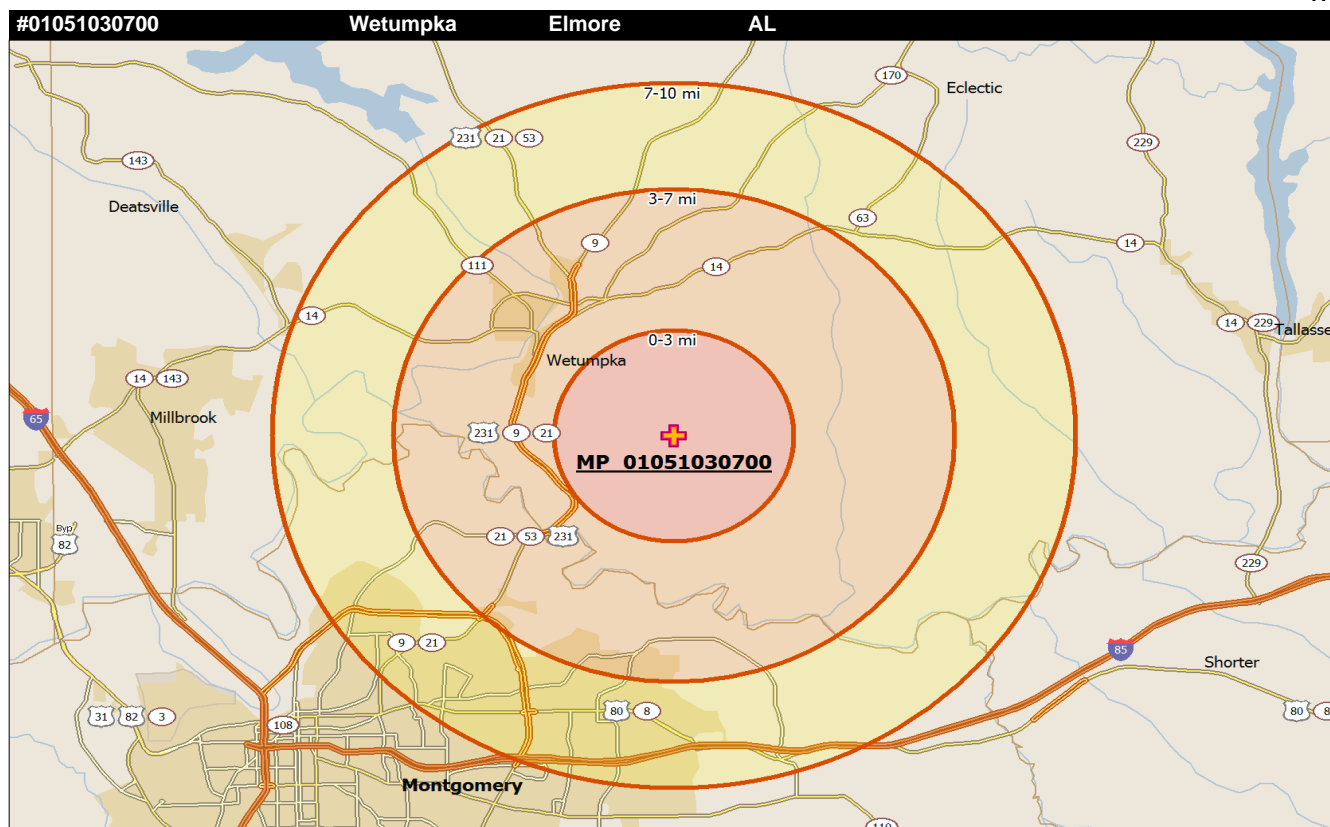 #01051030700 Wetumpka Elmore AL
170
Eclectic
7-10 mi
231 21 53
229
143
3-7 mi
Deatsville
63
9
14
14
111
14
14
14 229
Tallasse
0-3 mi
Wetumpka
14 143
65
Millbrook
231 9 21
MP 01051030700
Byp
82
21 53 231
229
9 21
85
Shorter
31 82 3
80 8
80 8
108
Montgomery
110